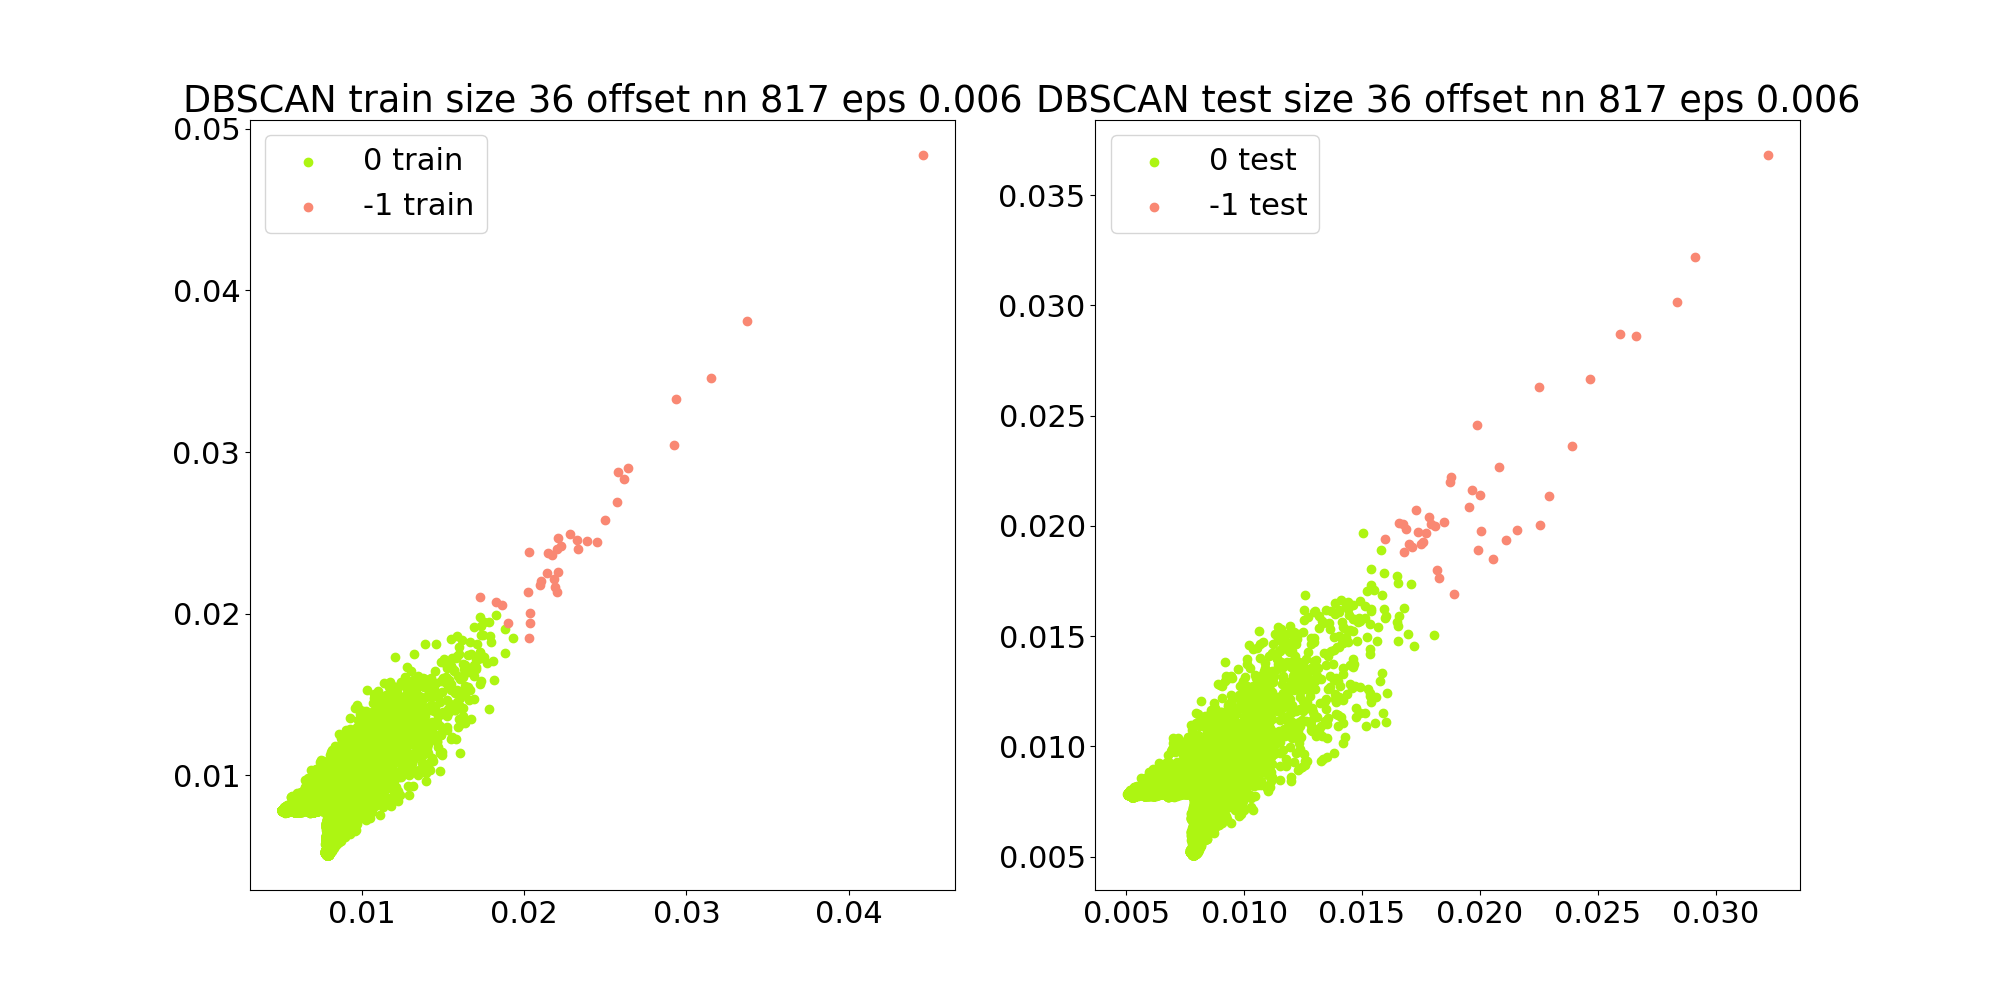 DBSCAN train size 36 offset nn 817 eps 0.006
0.05
0.04
0.03
0.02
0.01
0 train
-1 train
0.01 0.02 0.03 0.04
DBSCAN test size 36 offset nn 817 eps 0.006
0.035
0.030
0.025
0.020
0.015
0.010
0.005
0 test
-1 test
0.005 0.010 0.015 0.020 0.025 0.030